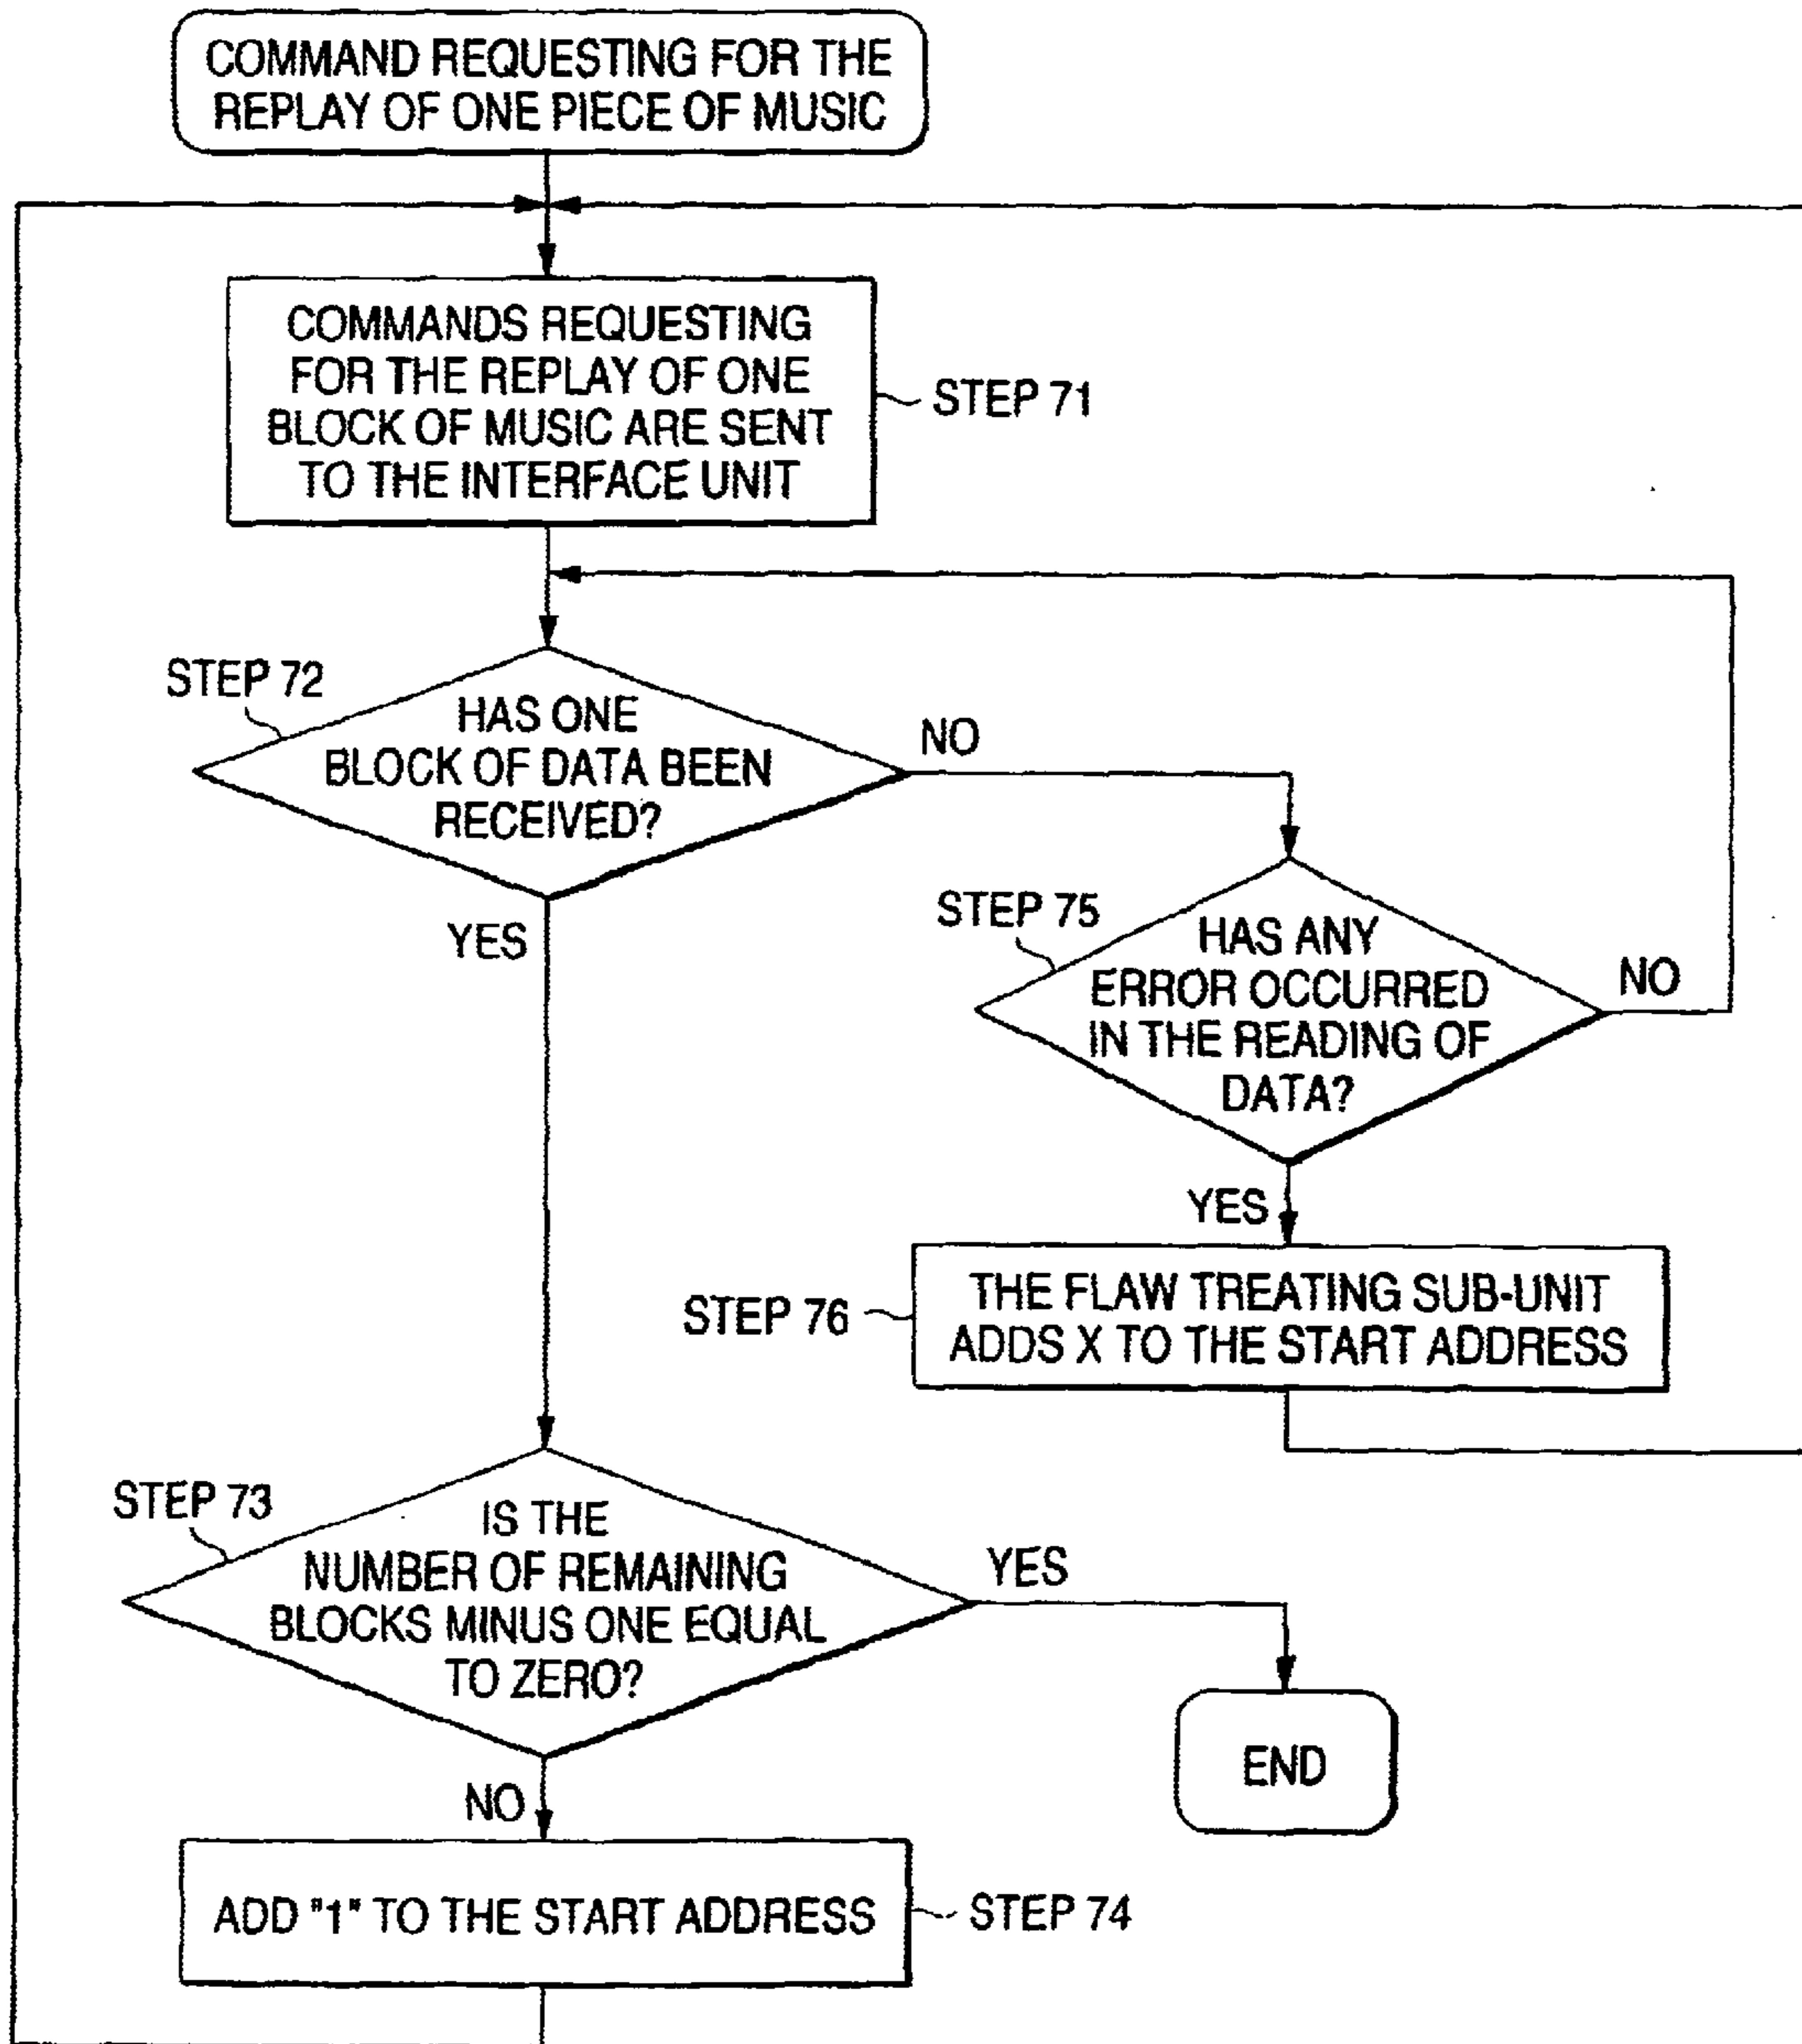 COMMAND REQUESTING FOR THE
REPLAY OF ONE PIECE OF MUSIC
COMMANDS REQUESTING
FOR THE REPLAY OF ONE
BLOCK OF MUSIC ARE SENT
TO THE INTERFACE UNIT
STEP 71
STEP 72
HAS ONE
BLOCK OF DATA BEEN
RECEIVED?
NO
YES
STEP 75
HAS ANY
ERROR OCCURRED
IN THE READING OF
DATA?
NO
YES
STEP 76
THE FLAW TREATING SUB-UNIT
ADDS X TO THE START ADDRESS
STEP 73
IS THE
NUMBER OF REMAINING
BLOCKS MINUS ONE EQUAL
TO ZERO?
YES
END
NO
ADD "1" TO THE START ADDRESS
STEP 74